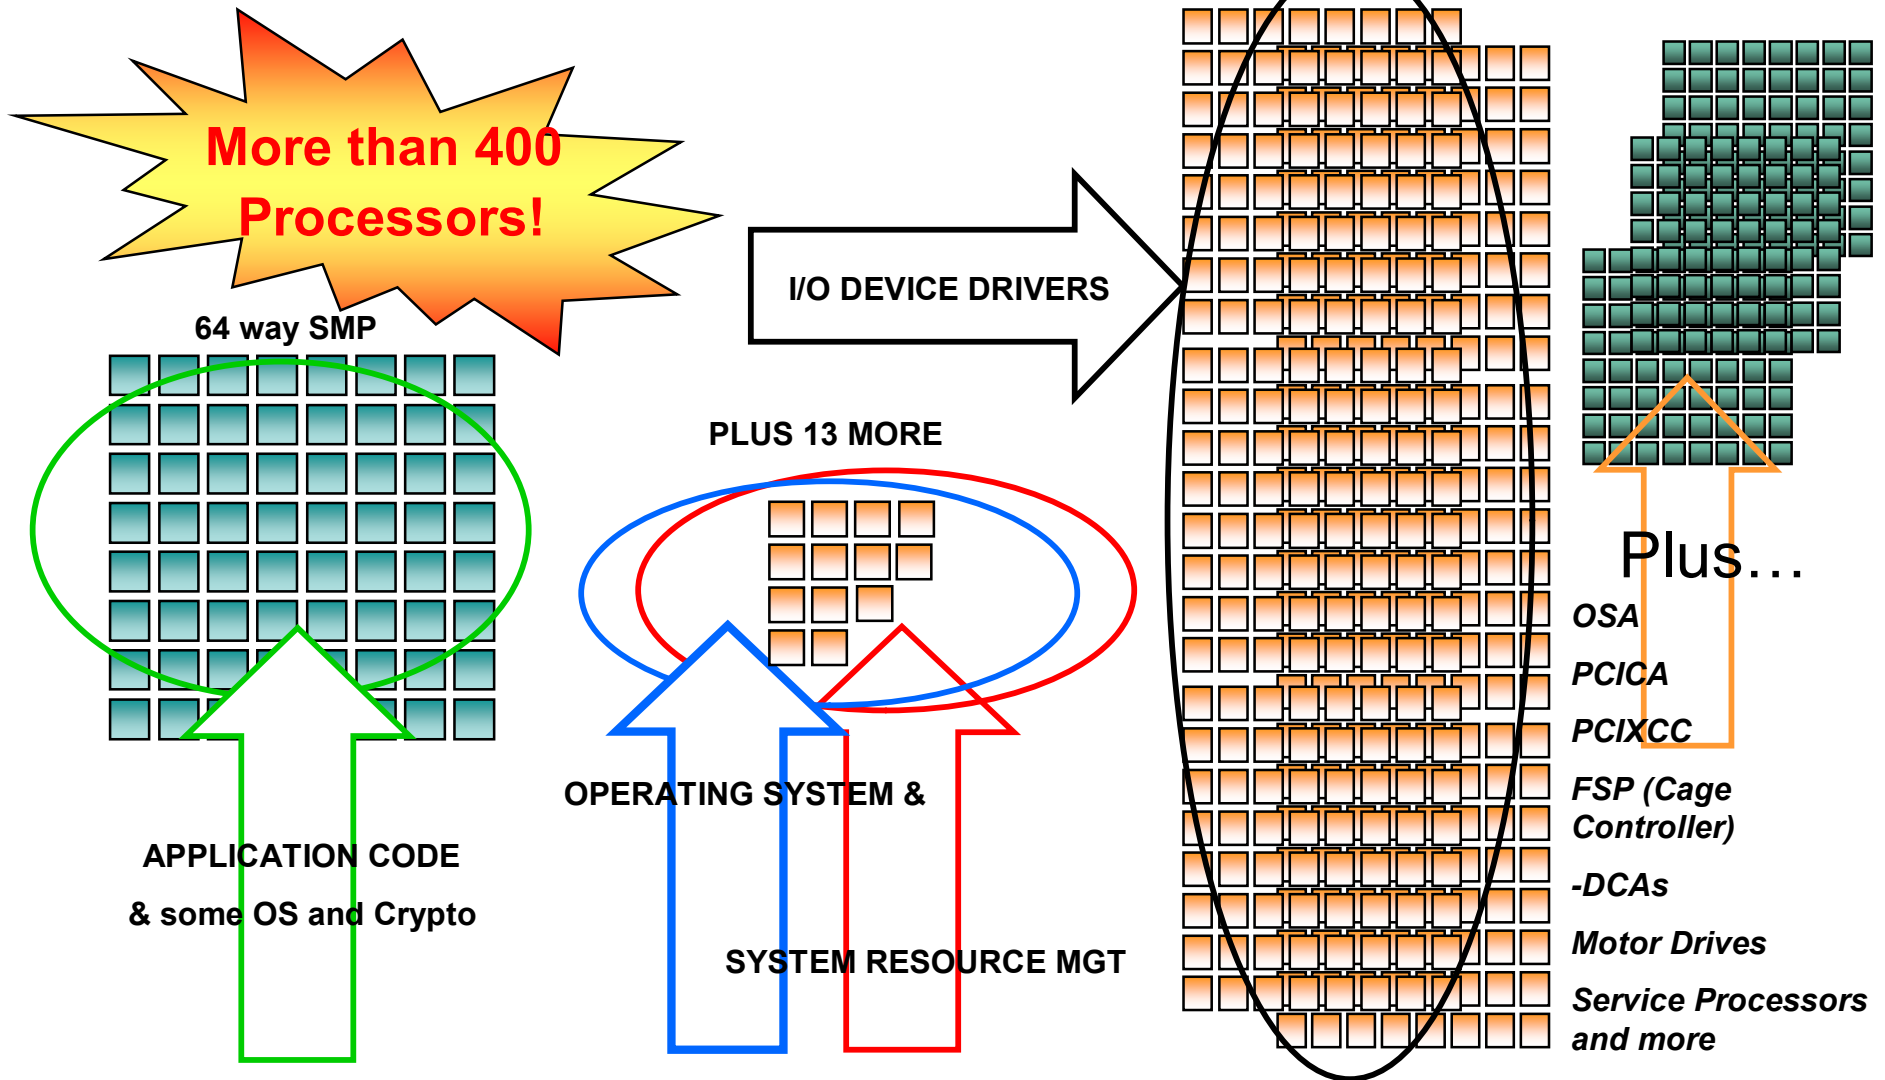 More than 400
Processors!
64 way SMP
I/O DEVICE DRIVERS
PLUS 13 MORE
Plus…
OSA
PCICA
PCIXCC
FSP (Cage
Controller)
-DCAs
Motor Drives
Service Processors
and more
OPERATING SYSTEM &
SYSTEM RESOURCE MGT
APPLICATION CODE
& some OS and Crypto